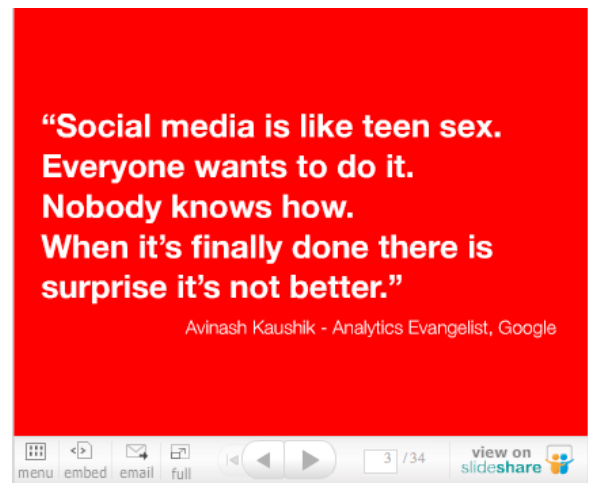 “Social media is like teen sex.
Everyone wants to do it.
Nobody knows how.
When it’s finally done there is
surprise it’s not better.”
Avinash Kaushik - Analytics Evangelist, Google
menu embed email full
3 /34
view on
slideshare